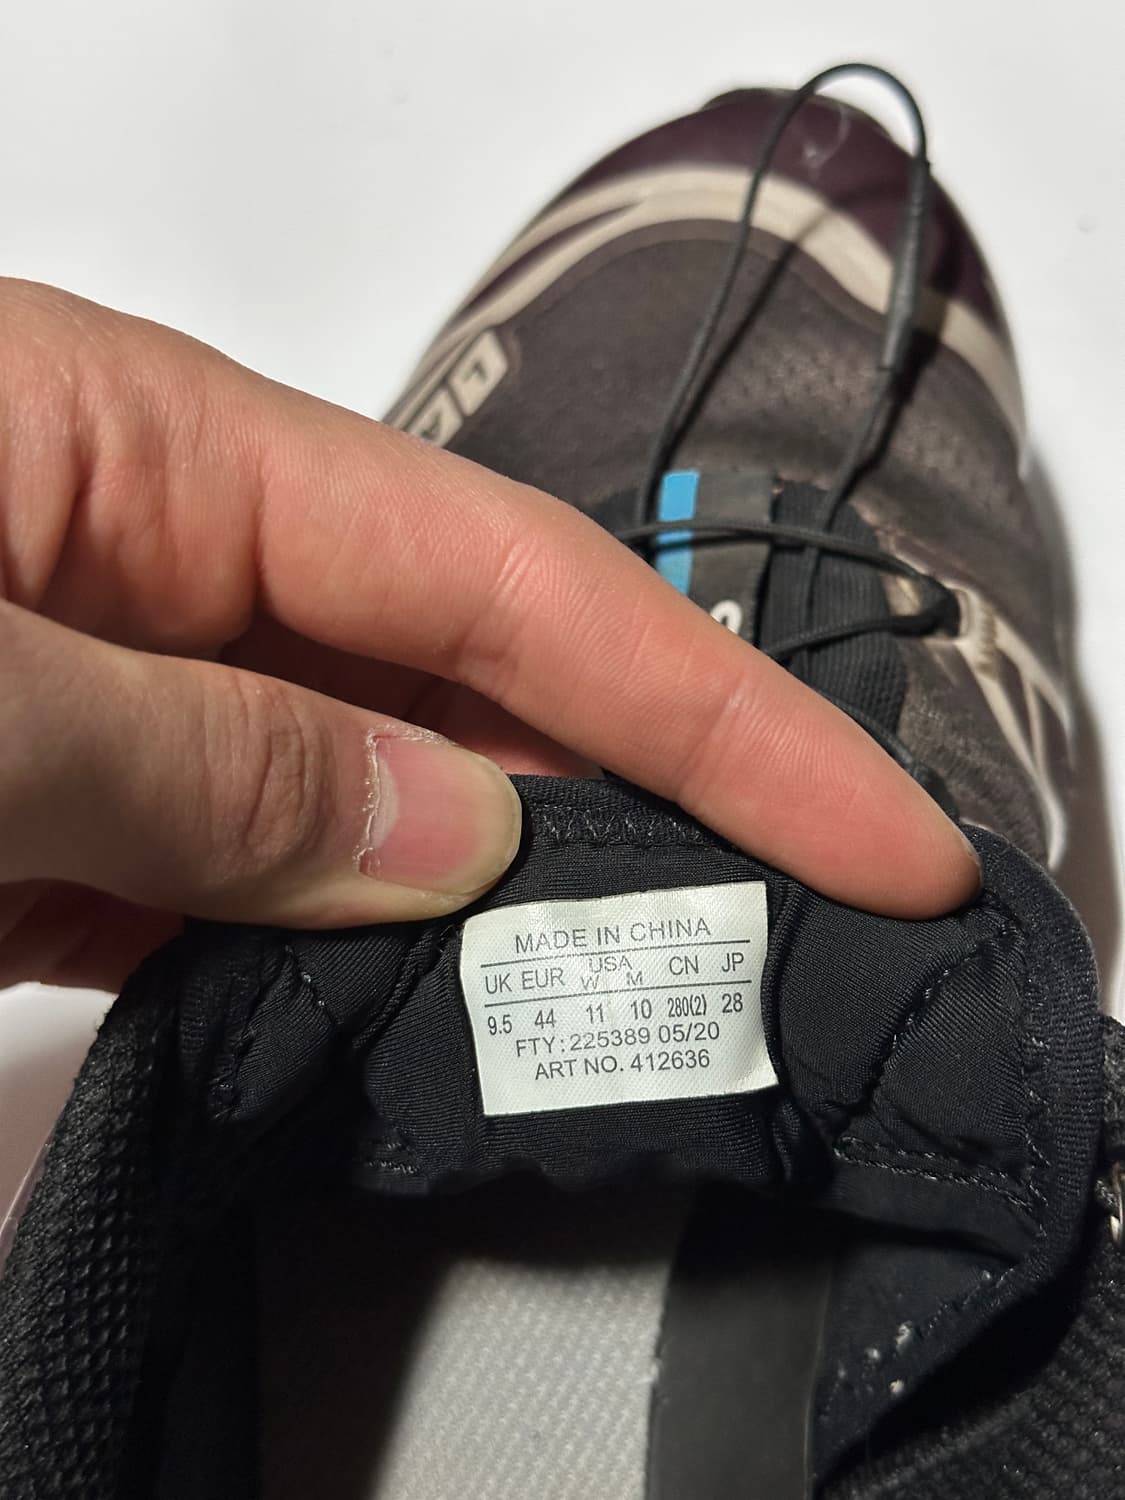 MADE IN CHINA
UK EUR USA CN JP
W M
9.5 44 11 10 280(2) 28
FTY: 225389 05/20
ART NO. 412636